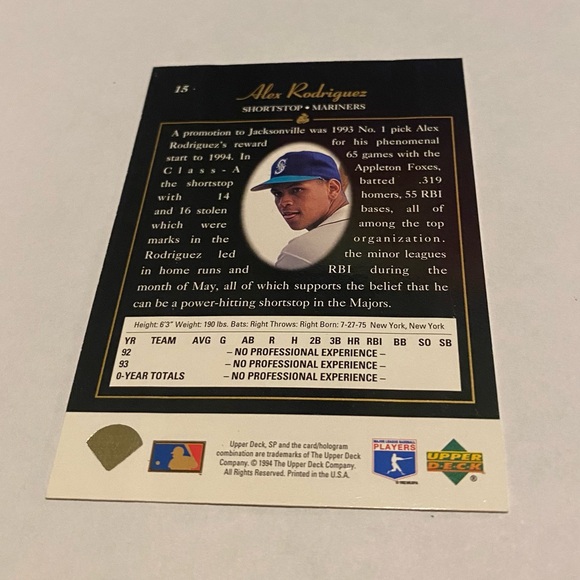 15
Alex Rodriguez
SHORTSTOP • MARINERS
A promotion to Jacksonville was 1993 No. 1 pick Alex
Rodriguez's reward for his phenomenal
start to 1994. In 65 games with the
Class-A Appleton Foxes,
the shortstop batted .319
with 14 homers, 55 RBI
and 16 stolen bases, all of
which were among the top
marks in the organization.
Rodriguez led the minor leagues
in home runs and RBI during the
month of May, all of which supports the belief that he
can be a power-hitting shortstop in the Majors.
Height: 6'3" Weight: 190 lbs. Bats: Right Throws: Right Born: 7-27-75 New York, New York
YR TEAM AVG G AB R H 2B 3B HR RBI BB SO SB
92 – NO PROFESSIONAL EXPERIENCE –
93 – NO PROFESSIONAL EXPERIENCE –
0-YEAR TOTALS – NO PROFESSIONAL EXPERIENCE –
Upper Deck, SP and the card/hologram
combination are trademarks of The Upper Deck
Company. © 1994 The Upper Deck Company.
All Rights Reserved. Printed in the U.S.A.
MAJOR LEAGUE BASEBALL
PLAYERS
UPPER
DECK
®